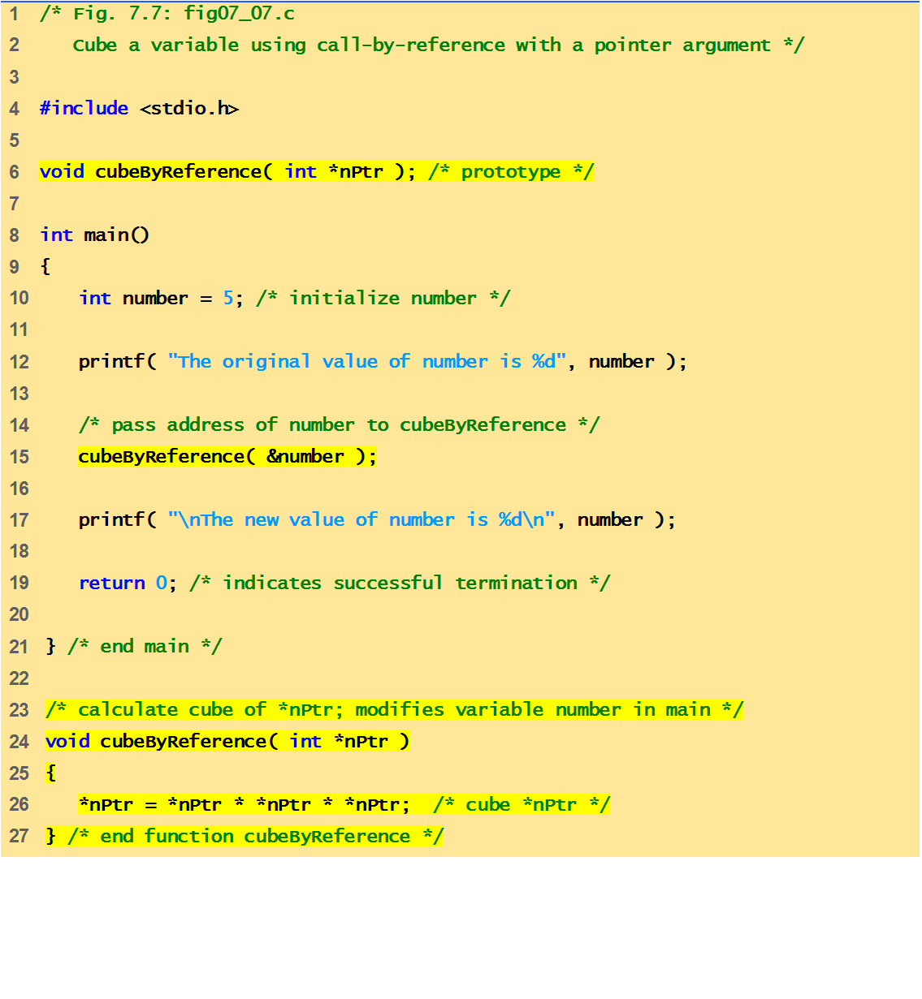 1 /* Fig. 7.7: fig07_07.c
2 Cube a variable using call-by-reference with a pointer argument */
3
4 #include <stdio.h>
5
6 void cubeByReference( int *nPtr ); /* prototype */
7
8 int main()
9 {
10 int number = 5; /* initialize number */
11
12 printf( "The original value of number is %d", number );
13
14 /* pass address of number to cubeByReference */
15 cubeByReference( &number );
16
17 printf( "\nThe new value of number is %d\n", number );
18
19 return 0; /* indicates successful termination */
20
21 } /* end main */
22
23 /* calculate cube of *nPtr; modifies variable number in main */
24 void cubeByReference( int *nPtr )
25 {
26 *nPtr = *nPtr * *nPtr * *nPtr; /* cube *nPtr */
27 } /* end function cubeByReference */